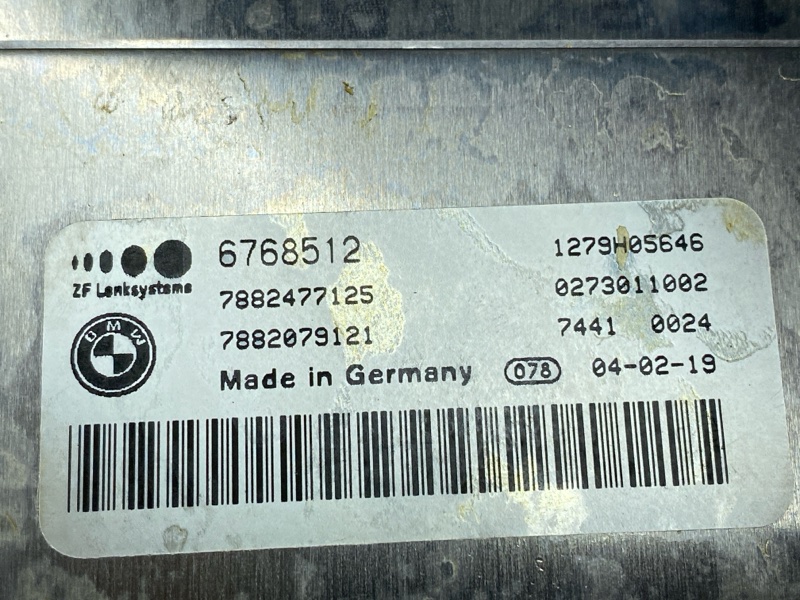 6768512 1279H05646
ZF Lenksysteme
7882477125 0273011002
BMW
7882079121 7441 0024
Made in Germany 078 04-02-19